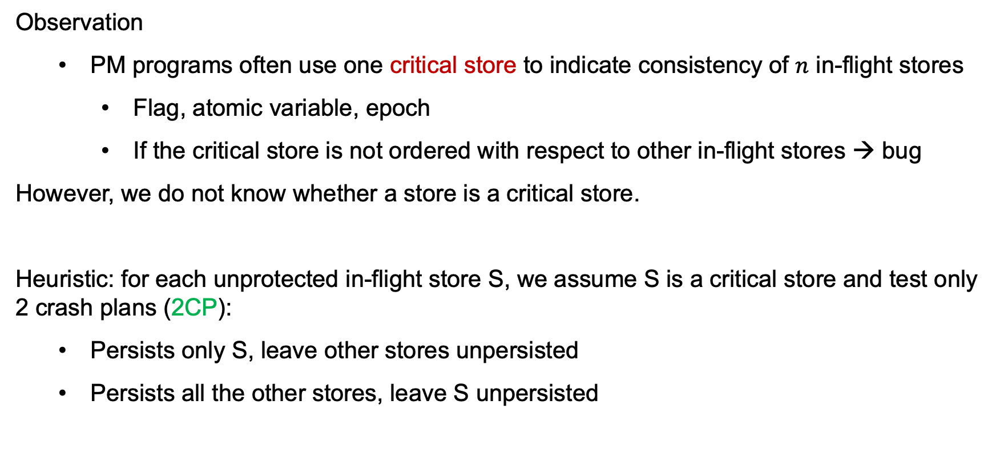 Observation
• PM programs often use one critical store to indicate consistency of n in-flight stores
• Flag, atomic variable, epoch
• If the critical store is not ordered with respect to other in-flight stores → bug
However, we do not know whether a store is a critical store.
Heuristic: for each unprotected in-flight store S, we assume S is a critical store and test only
2 crash plans (2CP):
• Persists only S, leave other stores unpersisted
• Persists all the other stores, leave S unpersisted